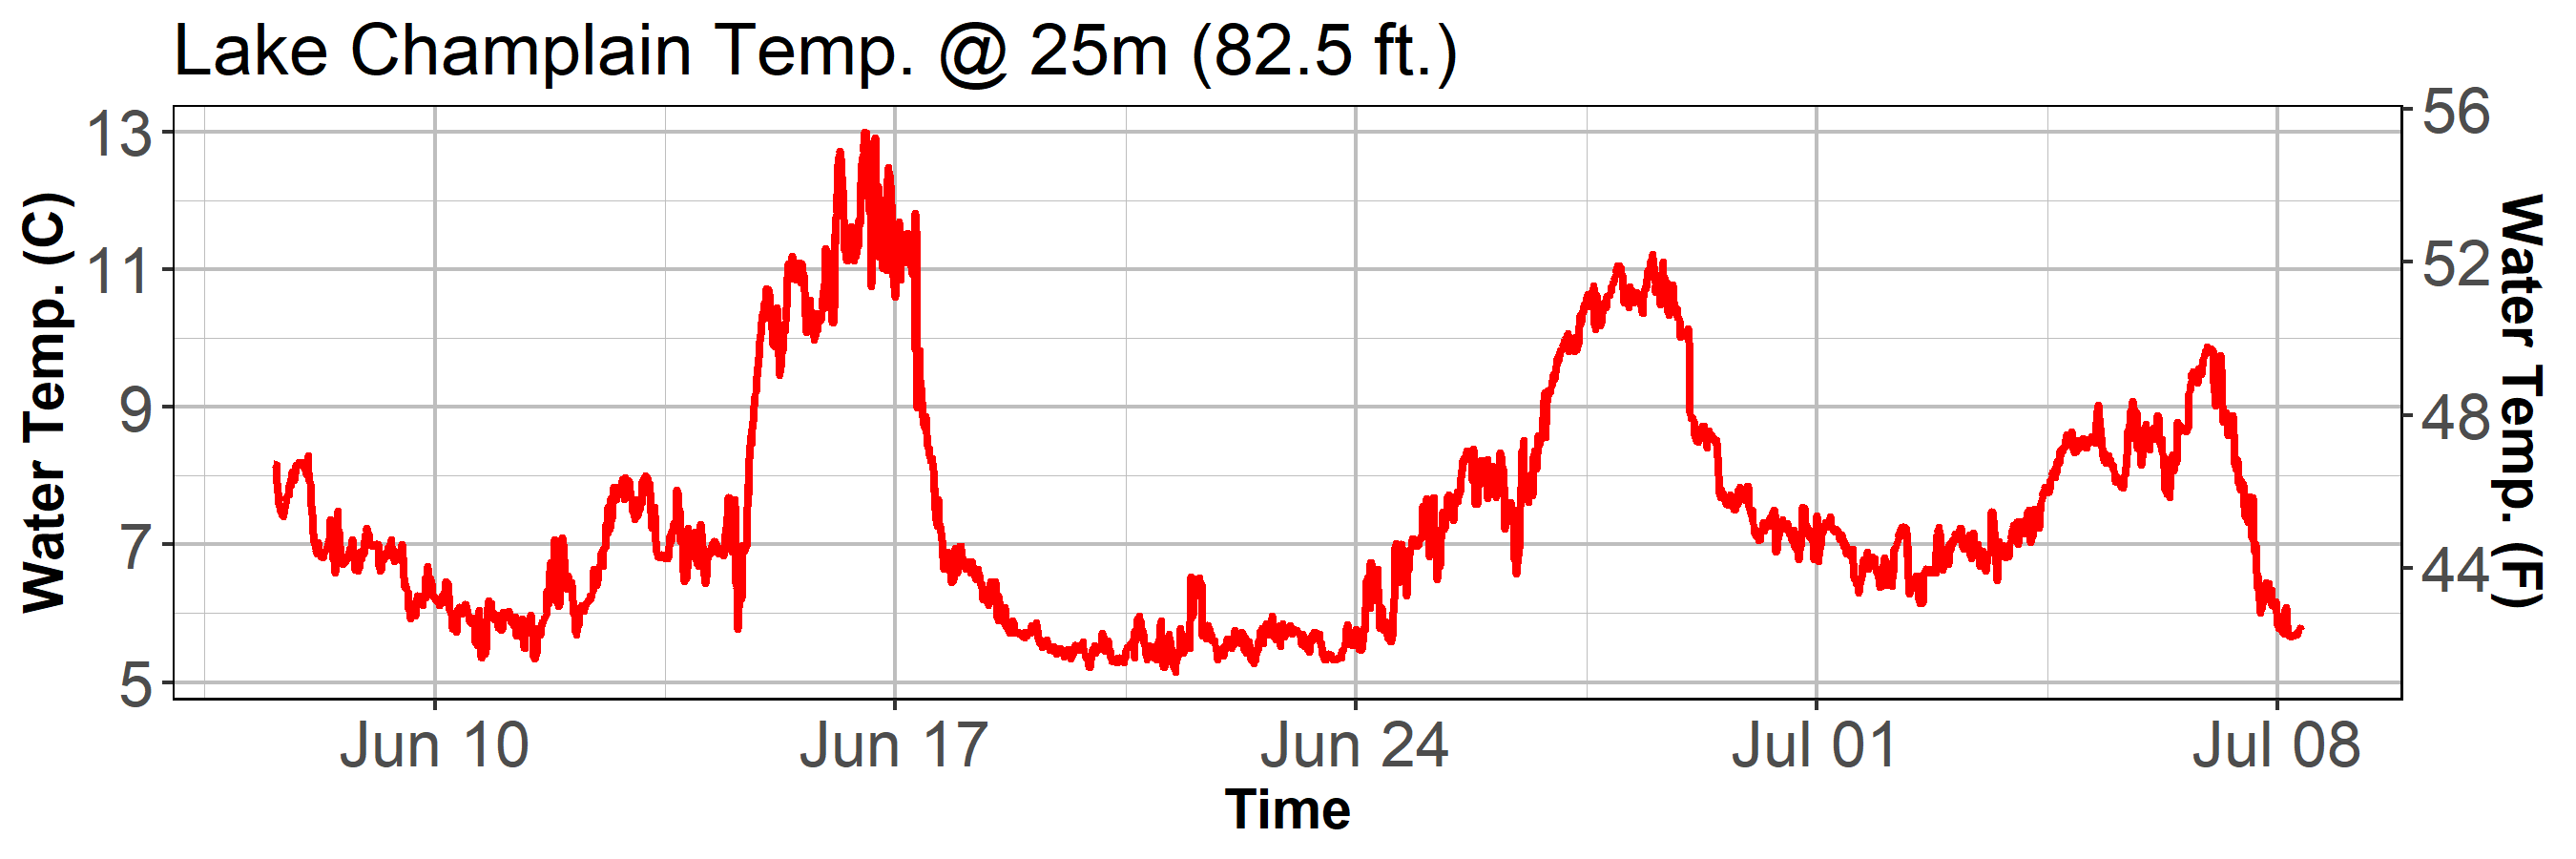 Lake Champlain Temp. @ 25m (82.5 ft.)
Water Temp. (C)
13
11
9
7
5
56
52
48
44
Water Temp. (F)
Jun 10 Jun 17 Jun 24 Jul 01 Jul 08
Time